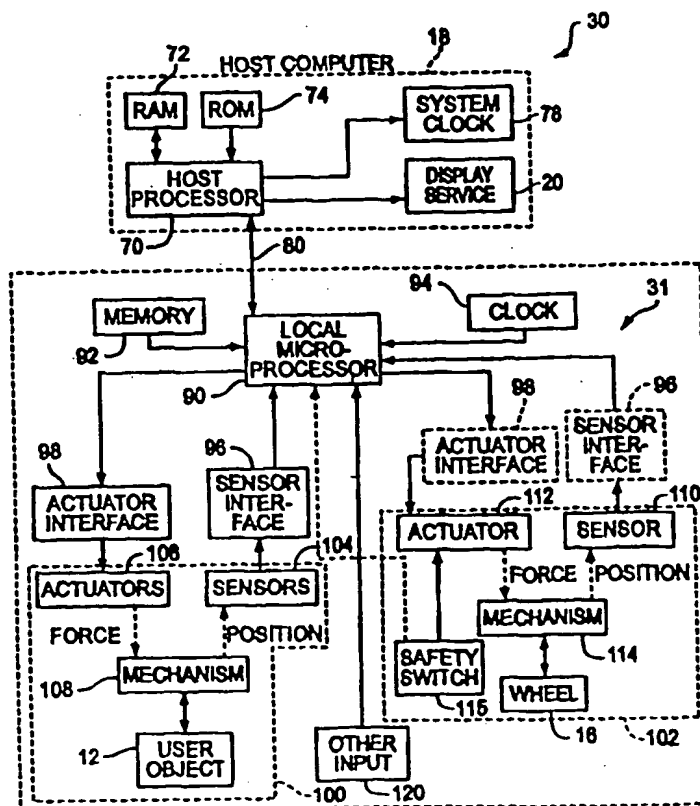 30
18
HOST COMPUTER
72
74
RAM
ROM
SYSTEM
CLOCK
78
HOST
PROCESSOR
DISPLAY
SERVICE
20
70
80
94
31
MEMORY
CLOCK
92
LOCAL
MICRO-
PROCESSOR
90
98
96
98
96
ACTUATOR
INTERFACE
SENSOR
INTER-
FACE
ACTUATOR
INTERFACE
SENSOR
INTER-
FACE
112
110
106
104
ACTUATOR
SENSOR
ACTUATORS
SENSORS
FORCE
POSITION
FORCE
POSITION
MECHANISM
114
MECHANISM
108
SAFETY
SWITCH
115
WHEEL
16
102
12
USER
OBJECT
100
OTHER
INPUT
120